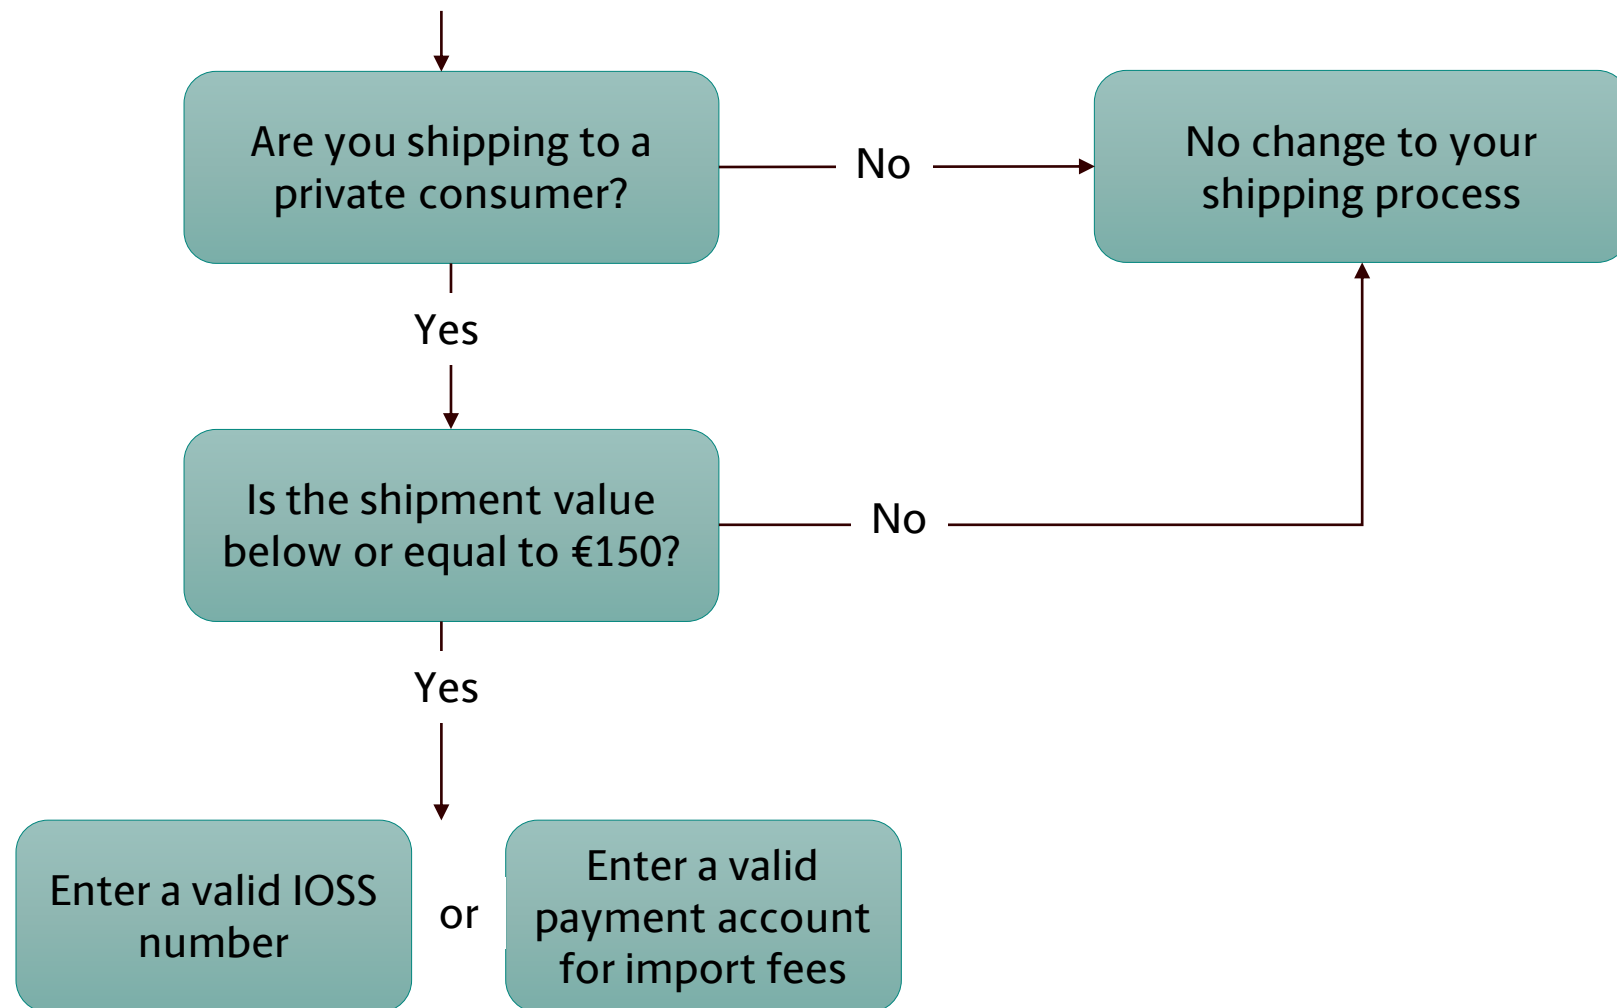 Are you shipping to a
private consumer?
No
No change to your
shipping process
Yes
Is the shipment value
below or equal to €150?
No
Yes
Enter a valid IOSS
number
or
Enter a valid
payment account
for import fees